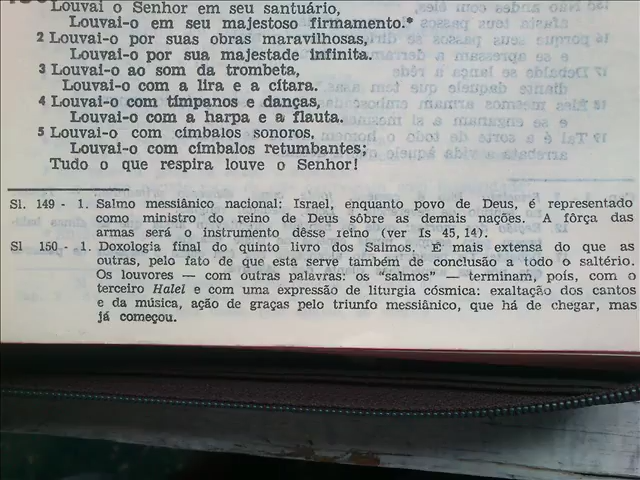 Louvai o Senhor em seu santuário,
Louvai-o em seu majestoso firmamento.*
2 Louvai-o por suas obras maravilhosas,
Louvai-o por sua majestade infinita.
3 Louvai-o ao som da trombeta,
Louvai-o com a lira e a cítara.
4 Louvai-o com tímpanos e danças,
Louvai-o com a harpa e a flauta.
5 Louvai-o com címbalos sonoros,
Louvai-o com címbalos retumbantes;
Tudo o que respira louve o Senhor!
Sl. 149 - 1. Salmo messiânico nacional: Israel, enquanto povo de Deus, é representado
como ministro do reino de Deus sôbre as demais nações. A fôrça das
armas será o instrumento dêsse reino (ver Is 45,14).
Sl 150 - 1. Doxologia final do quinto livro dos Salmos. É mais extensa do que as
outras, pelo fato de que esta serve também de conclusão a todo o saltério.
Os louvores — com outras palavras: os "salmos" — terminam, pois, com o
terceiro Halel e com uma expressão de liturgia cósmica: exaltação dos cantos
e da música, ação de graças pelo triunfo messiânico, que há de chegar, mas
já começou.